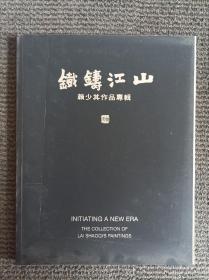 鐵鑄江山
賴少其作品專輯
INITIATING A NEW ERA
THE COLLECTION OF
LAI SHAOQI'S PAINTINGS